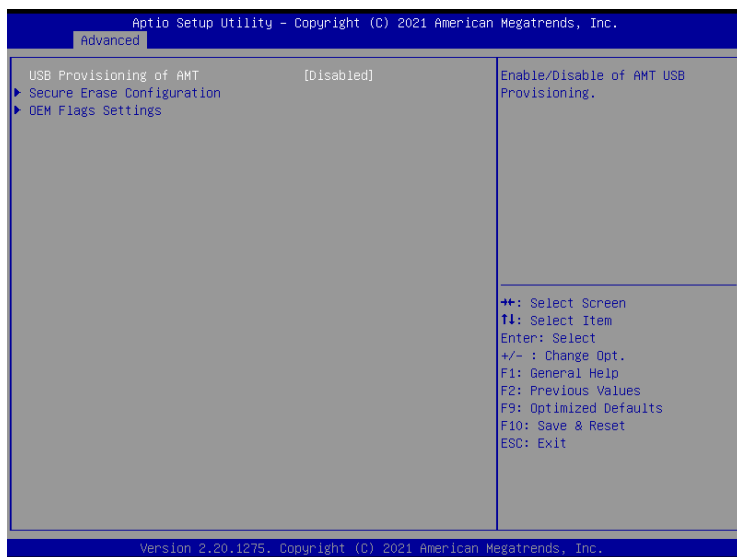 Aptio Setup Utility – Copyright (C) 2021 American Megatrends, Inc.
Advanced
USB Provisioning of AMT [Disabled]
Secure Erase Configuration
OEM Flags Settings
Enable/Disable of AMT USB
Provisioning.
→←: Select Screen
↑↓: Select Item
Enter: Select
+/- : Change Opt.
F1: General Help
F2: Previous Values
F9: Optimized Defaults
F10: Save & Reset
ESC: Exit
Version 2.20.1275. Copyright (C) 2021 American Megatrends, Inc.